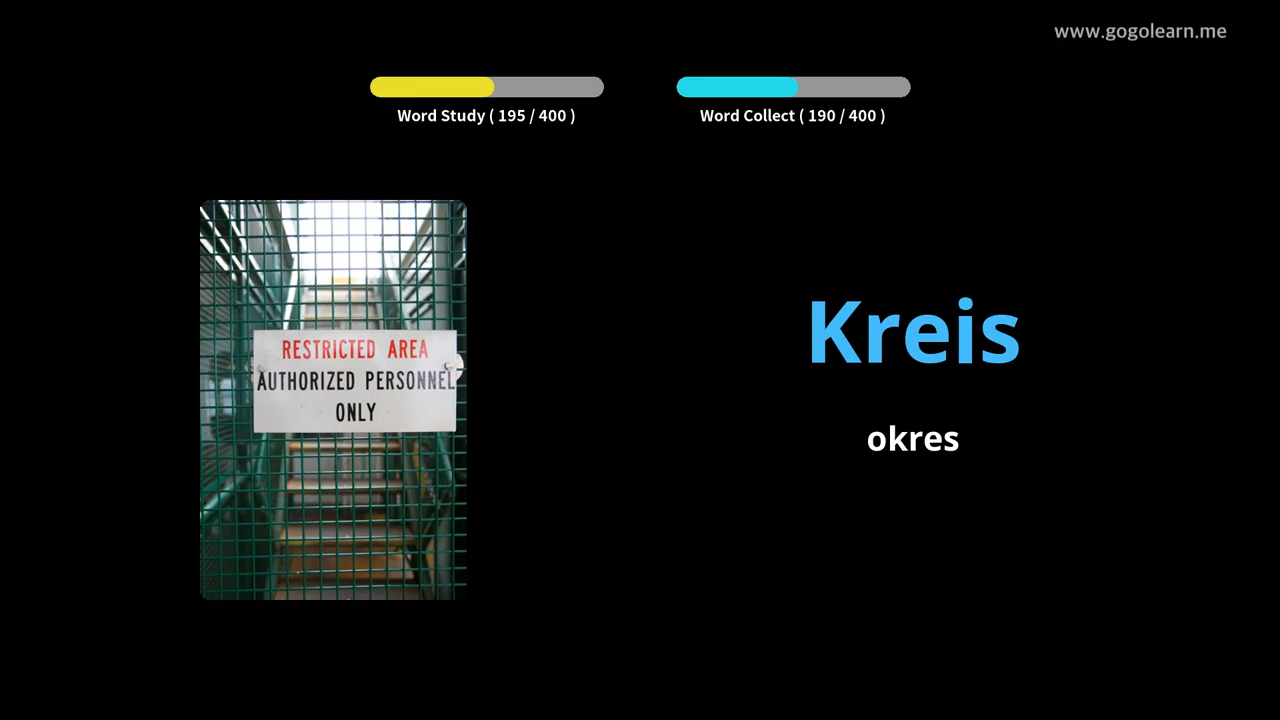 www.gogolearn.me
Word Study ( 195 / 400 )
Word Collect ( 190 / 400 )
RESTRICTED AREA
AUTHORIZED PERSONNEL
ONLY
Kreis
okres